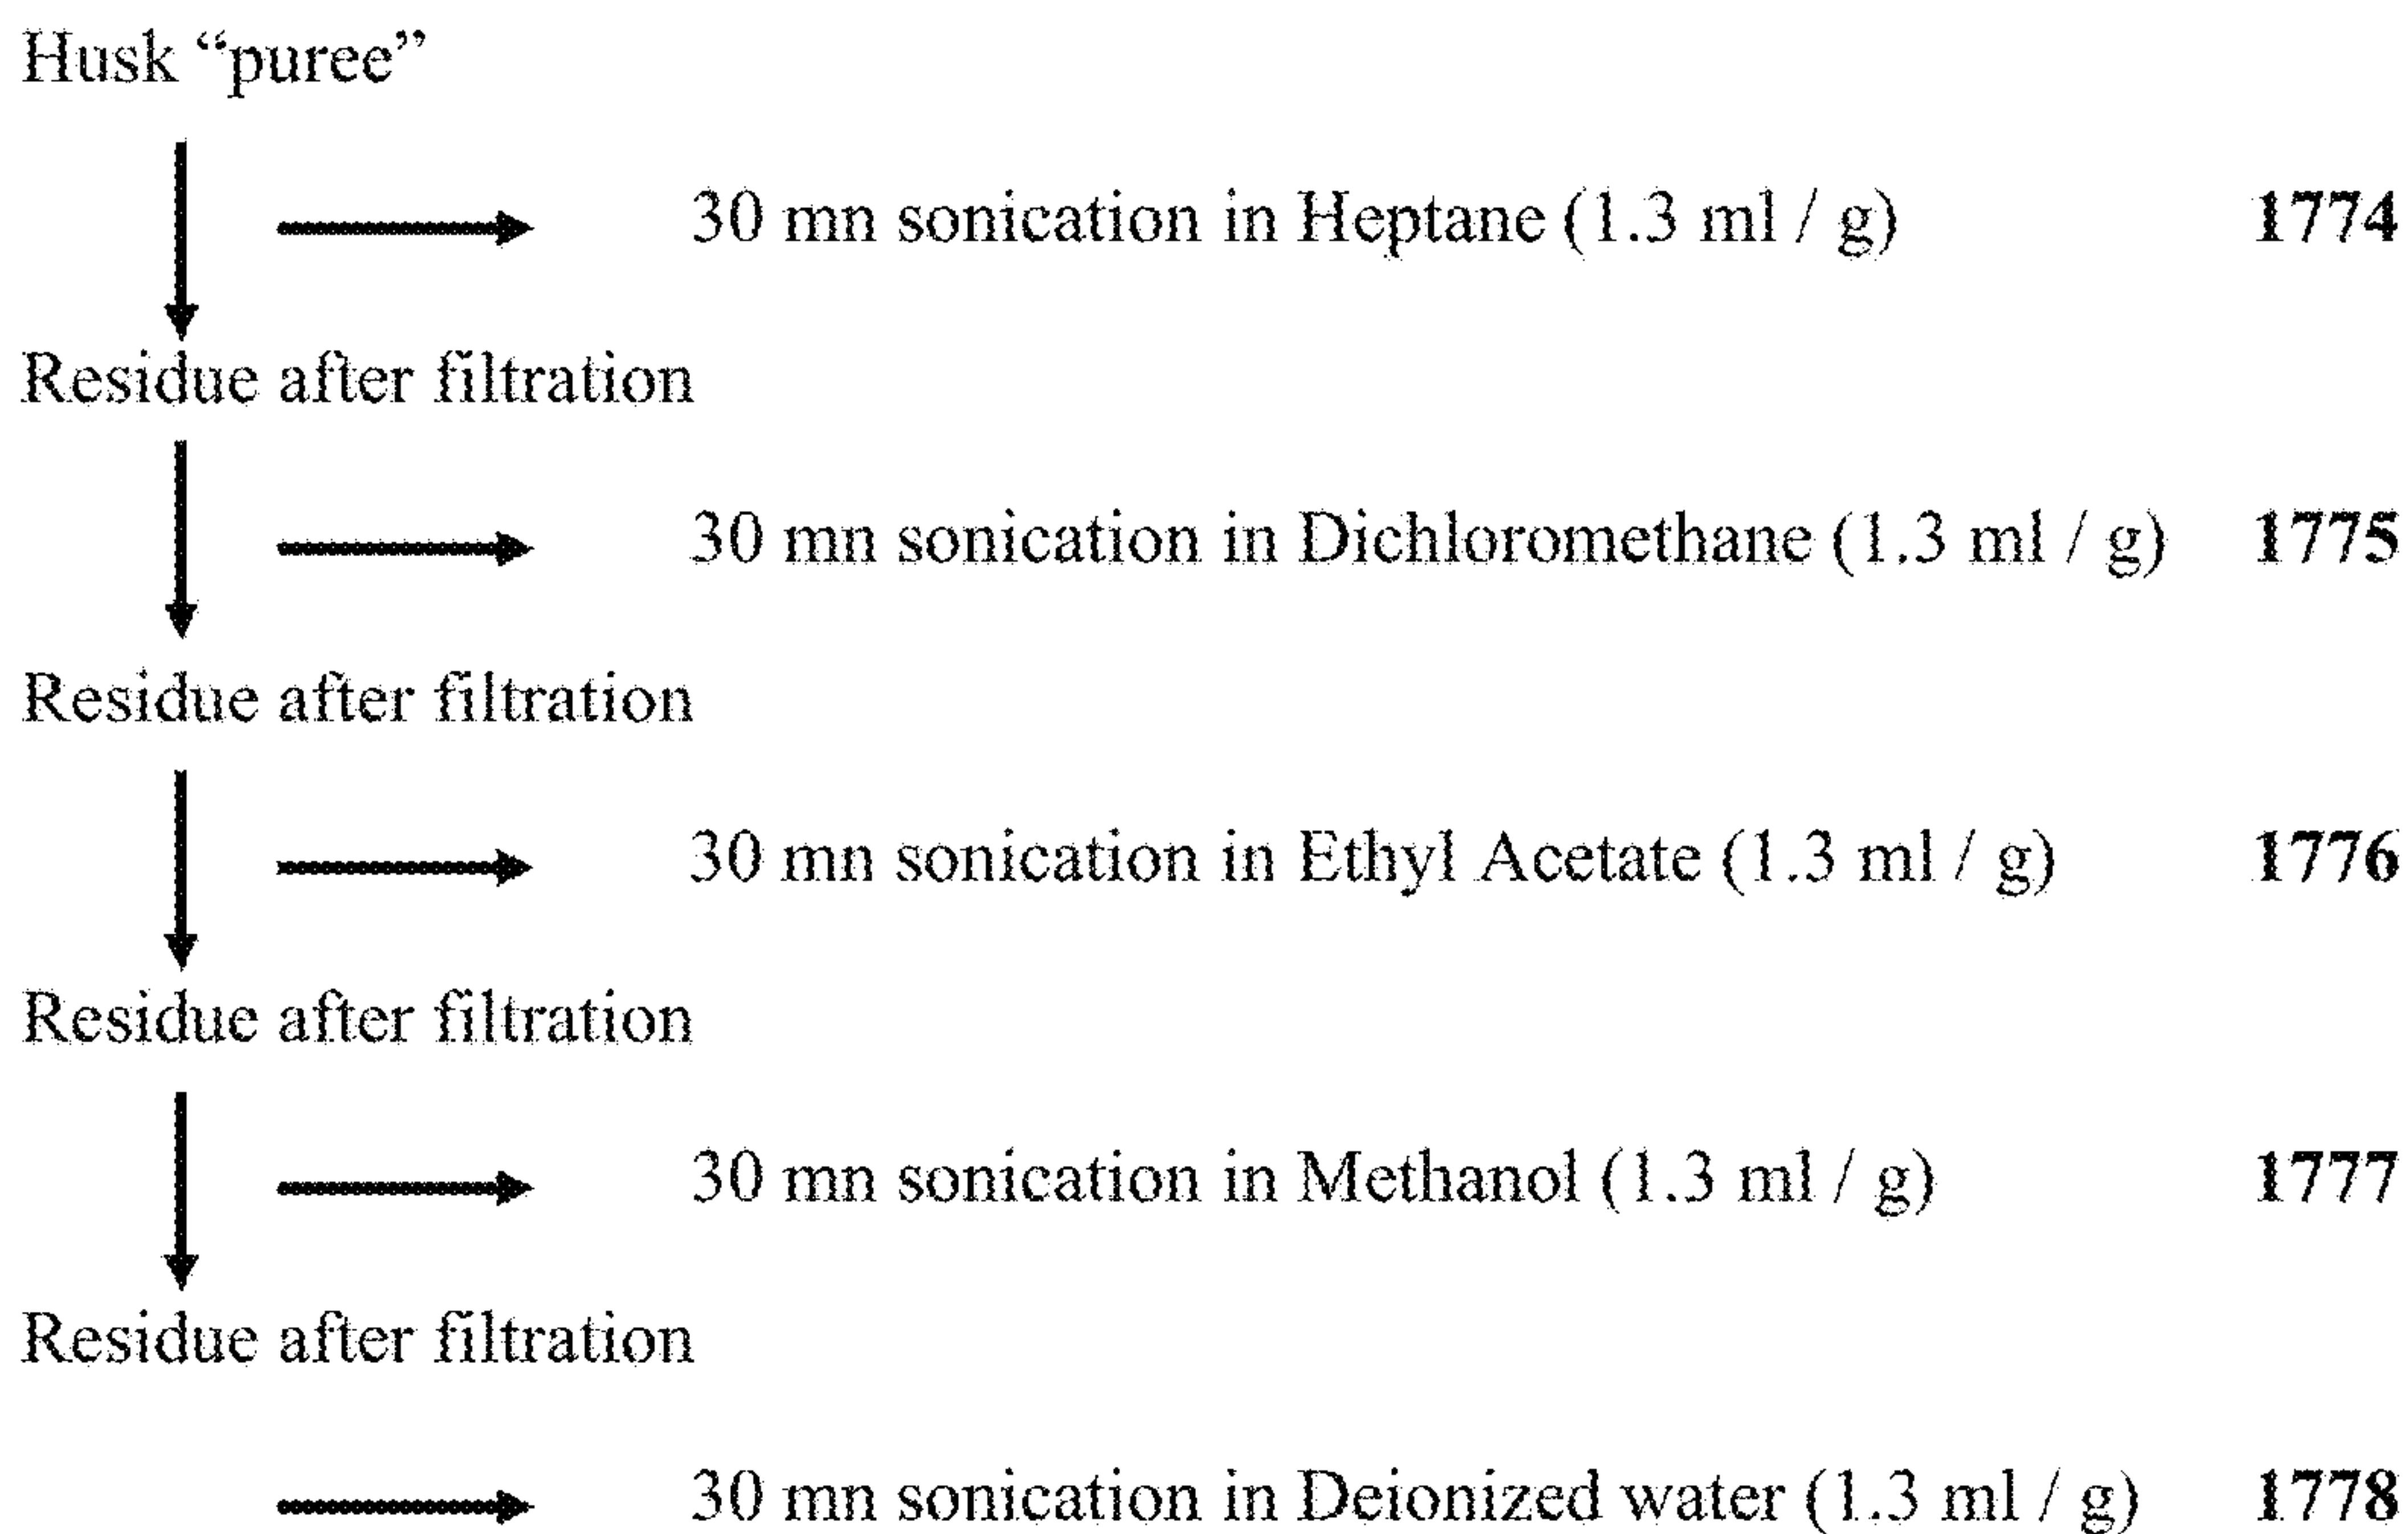 Husk “puree”
30 mn sonication in Heptane (1.3 ml / g) 1774
Residue after filtration
30 mn sonication in Dichloromethane (1.3 ml / g) 1775
Residue after filtration
30 mn sonication in Ethyl Acetate (1.3 ml / g) 1776
Residue after filtration
30 mn sonication in Methanol (1.3 ml / g) 1777
Residue after filtration
30 mn sonication in Deionized water (1.3 ml / g) 1778